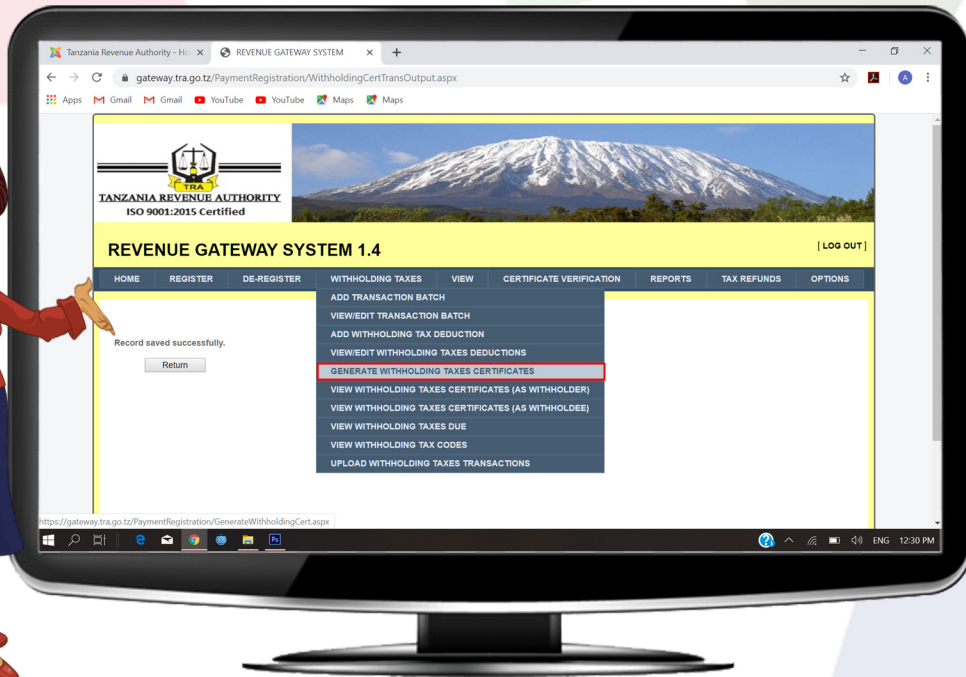 Tanzania Revenue Authority - Ho
REVENUE GATEWAY SYSTEM
gateway.tra.go.tz/PaymentRegistration/WithholdingCertTransOutput.aspx
A
Apps Gmail Gmail YouTube YouTube Maps Maps
TRA
TANZANIA REVENUE AUTHORITY
ISO 9001:2015 Certified
REVENUE GATEWAY SYSTEM 1.4
[ LOG OUT ]
HOME REGISTER DE-REGISTER WITHHOLDING TAXES VIEW CERTIFICATE VERIFICATION REPORTS TAX REFUNDS OPTIONS
ADD TRANSACTION BATCH
VIEW/EDIT TRANSACTION BATCH
ADD WITHHOLDING TAX DEDUCTION
VIEW/EDIT WITHHOLDING TAXES DEDUCTIONS
GENERATE WITHHOLDING TAXES CERTIFICATES
VIEW WITHHOLDING TAXES CERTIFICATES (AS WITHHOLDER)
VIEW WITHHOLDING TAXES CERTIFICATES (AS WITHHOLDEE)
VIEW WITHHOLDING TAXES DUE
VIEW WITHHOLDING TAX CODES
UPLOAD WITHHOLDING TAXES TRANSACTIONS
Record saved successfully.
Return
https://gateway.tra.go.tz/PaymentRegistration/GenerateWithholdingCert.aspx
Ps
ENG 12:30 PM